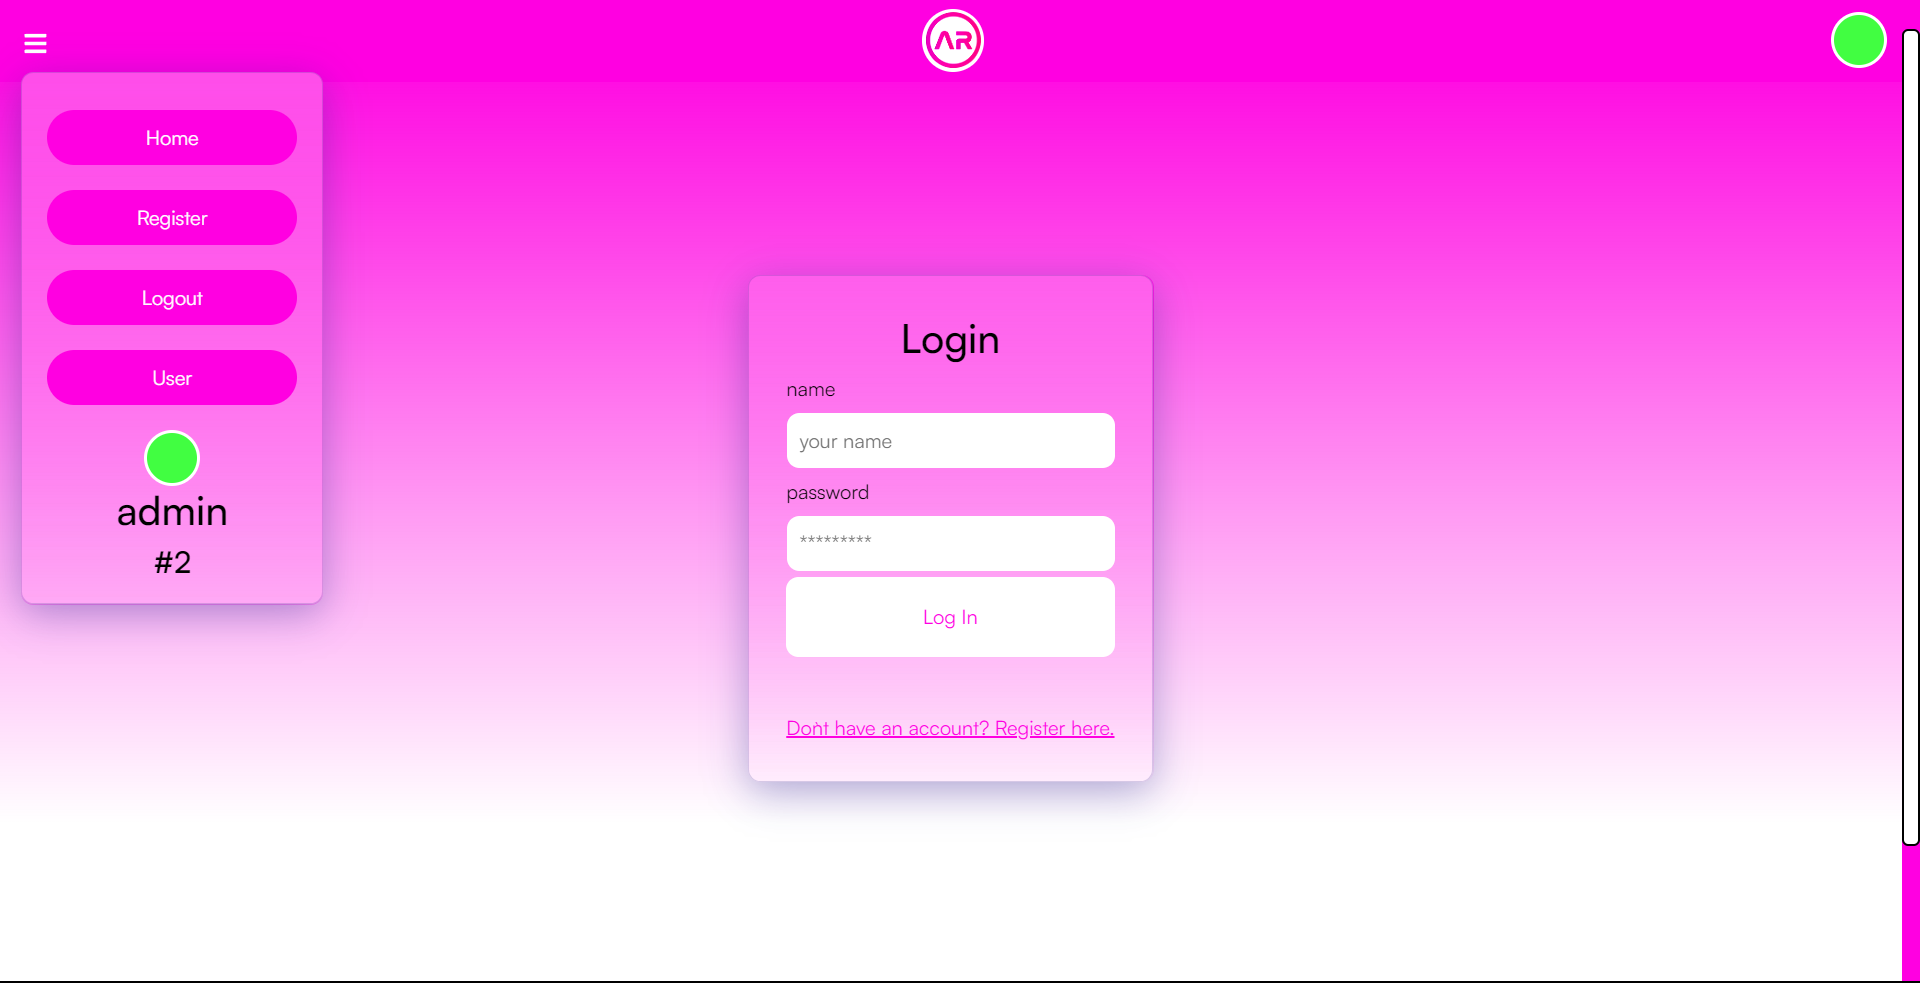 AR
Home
Register
Logout
User
admin
#2
Login
name
your name
password
*********
Log In
Doǹt have an account? Register here.